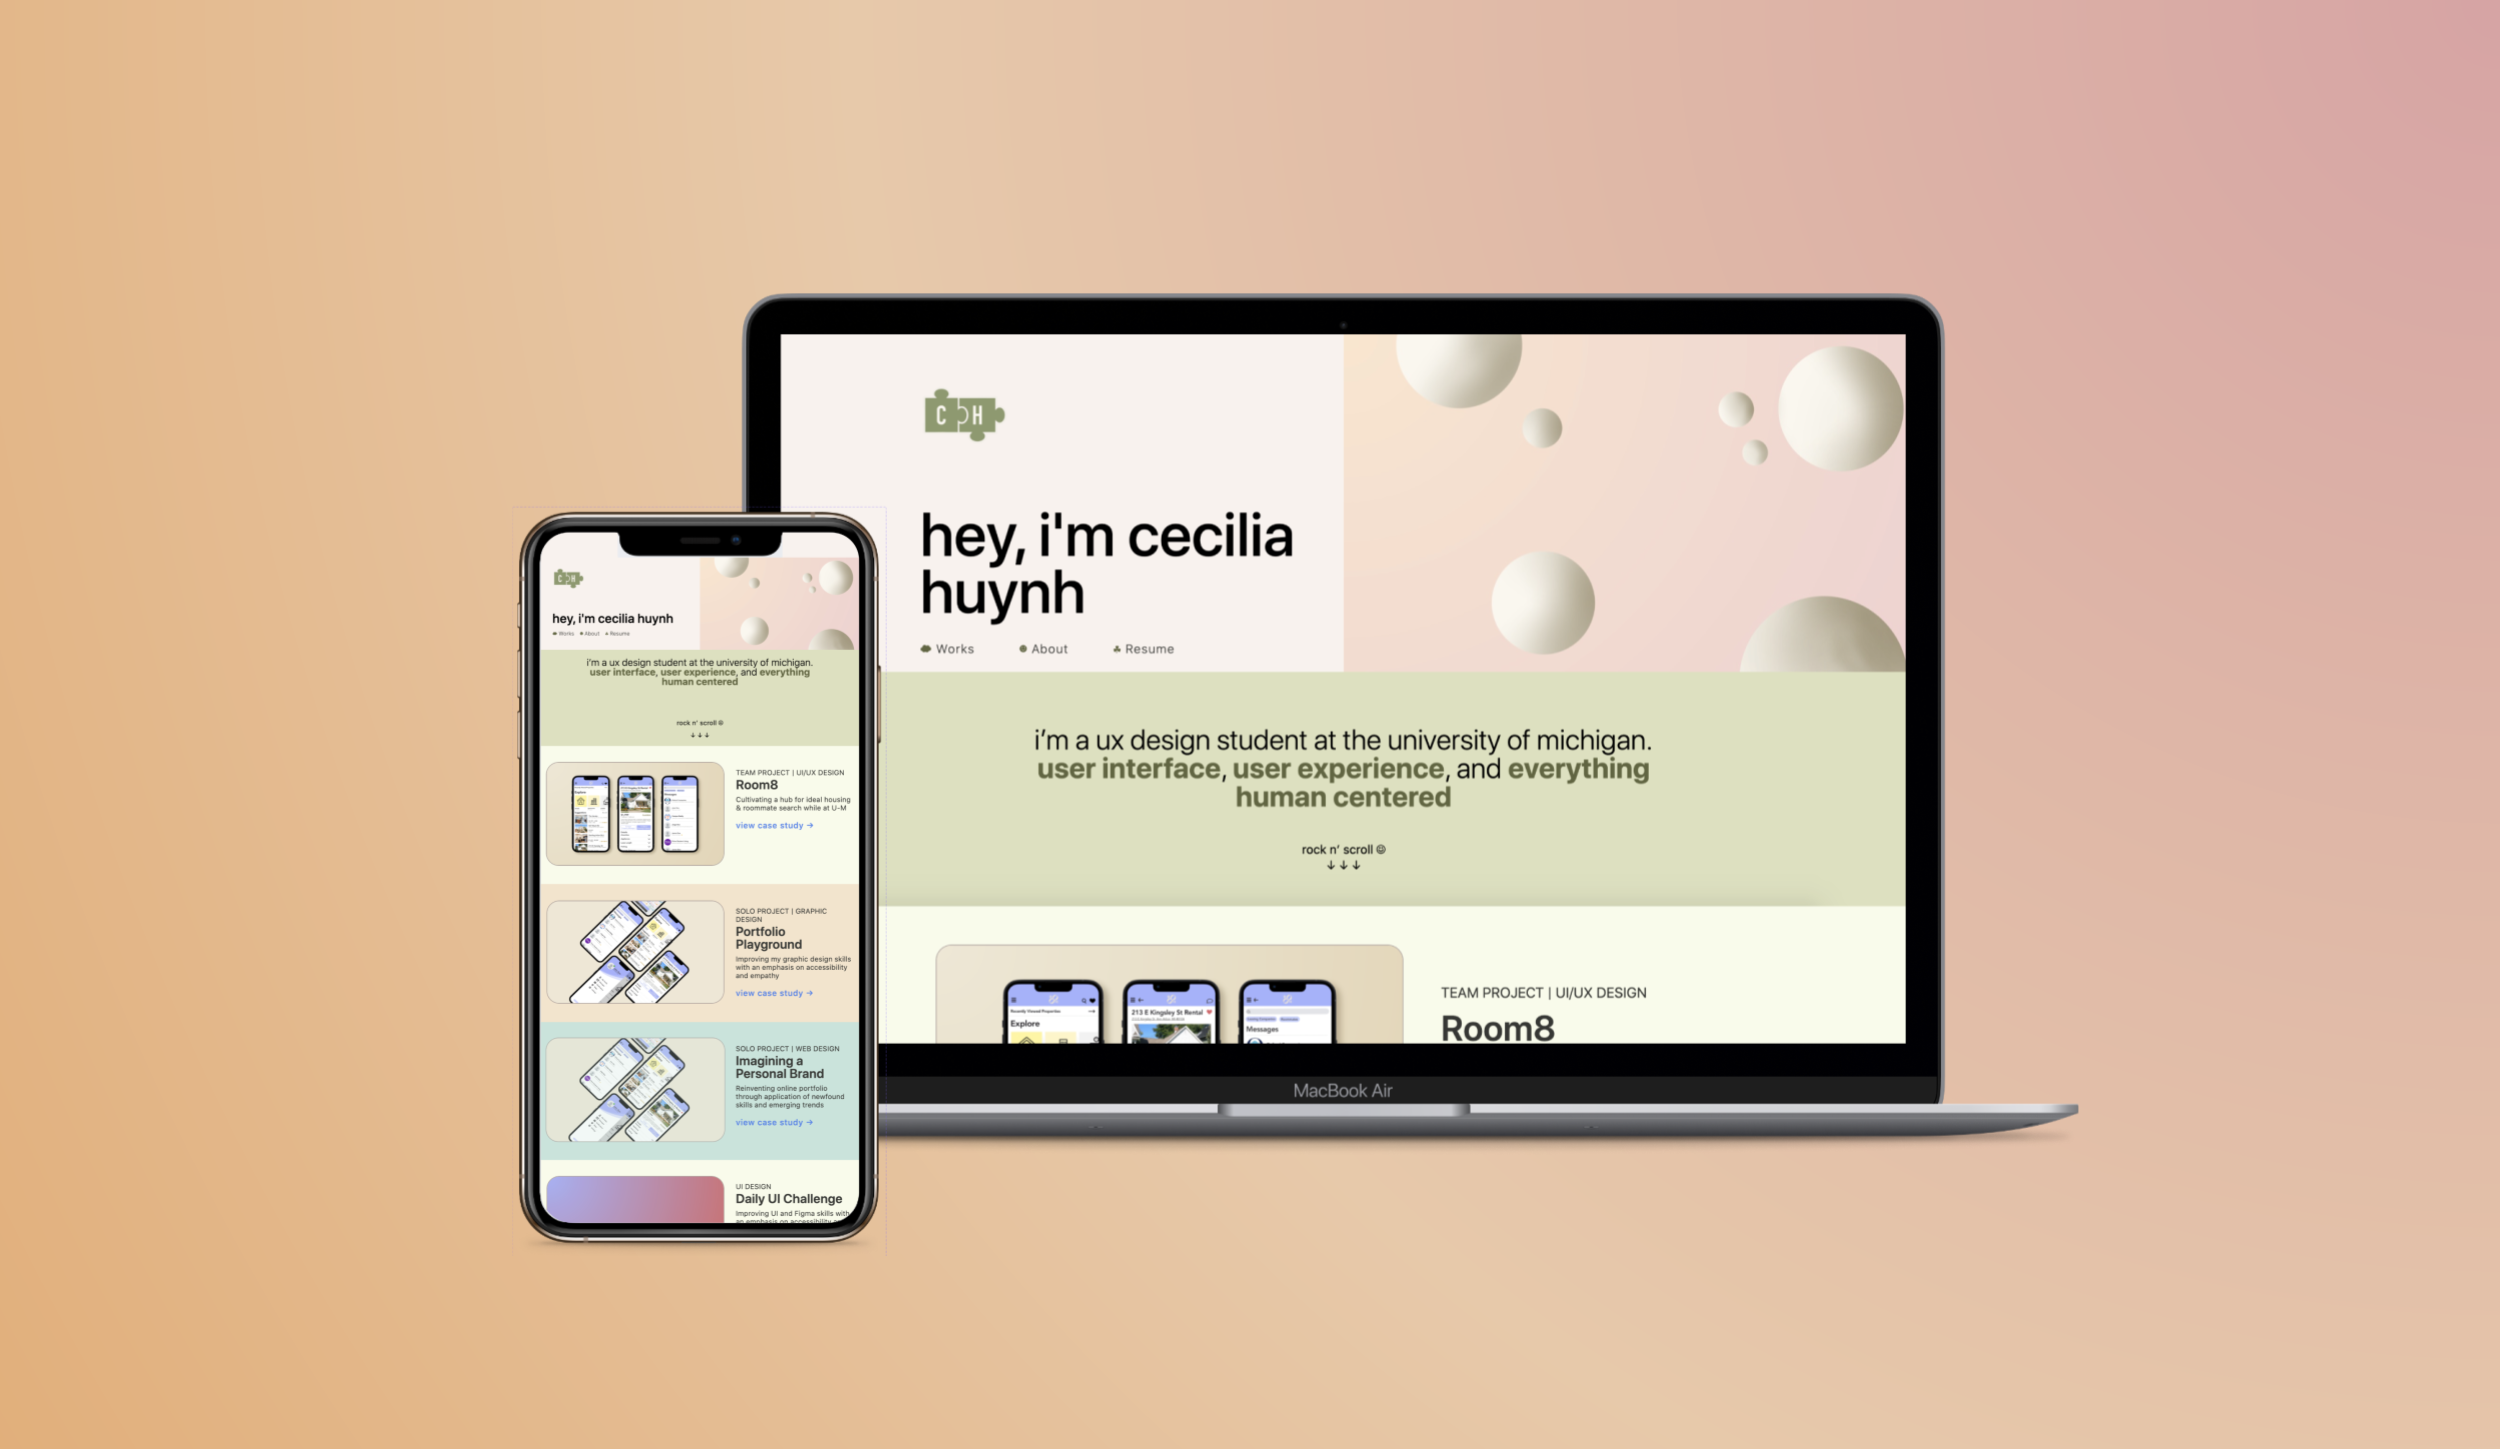 C H
hey, i'm cecilia
huynh
Works
About
Resume
i'm a ux design student at the university of michigan.
user interface, user experience, and everything
human centered
rock n' scroll
↓ ↓ ↓
Recently Viewed Properties
Explore
213 E Kingsley St Rental
Messages
TEAM PROJECT | UI/UX DESIGN
Room8
MacBook Air
C H
hey, i'm cecilia huynh
Works
About
Resume
i'm a ux design student at the university of michigan.
user interface, user experience, and everything
human centered
rock n' scroll
↓ ↓ ↓
Explore
TEAM PROJECT | UI/UX DESIGN
Room8
Cultivating a hub for ideal housing
& roommate search while at U-M
view case study →
SOLO PROJECT | GRAPHIC
DESIGN
Portfolio
Playground
Improving my graphic design skills
with an emphasis on accessibility
and empathy
view case study →
SOLO PROJECT | WEB DESIGN
Imagining a
Personal Brand
Reinventing online portfolio
through application of newfound
skills and emerging trends
view case study →
UI DESIGN
Daily UI Challenge
Improving UI and Figma skills with
an emphasis on accessibility